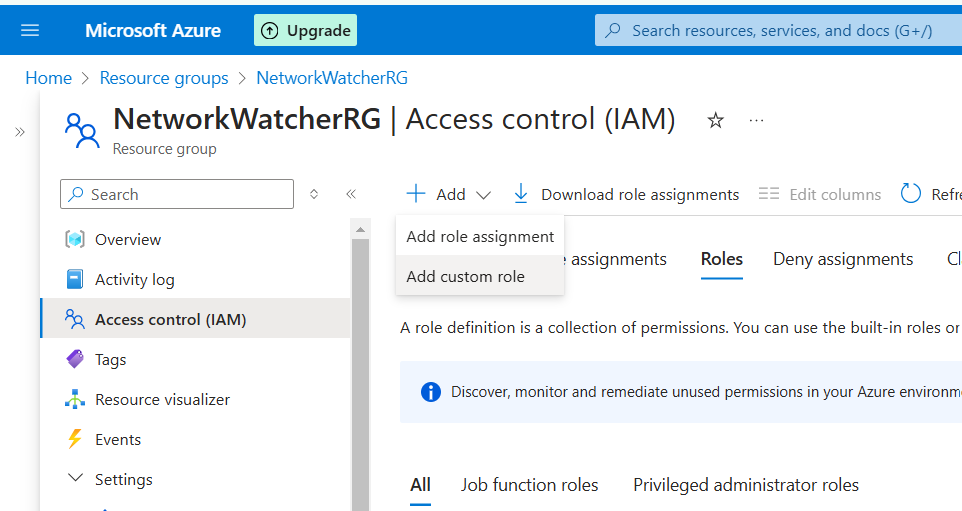 Microsoft Azure
Upgrade
Search resources, services, and docs (G+/)
Home > Resource groups > NetworkWatcherRG
NetworkWatcherRG | Access control (IAM)
Resource group
Search
Add
Download role assignments
Edit columns
Add role assignment
Add custom role
assignments
Roles
Deny assignments
Overview
Activity log
Access control (IAM)
Tags
Resource visualizer
Events
Settings
A role definition is a collection of permissions. You can use the built-in roles or
Discover, monitor and remediate unused permissions in your Azure
All
Job function roles
Privileged administrator roles